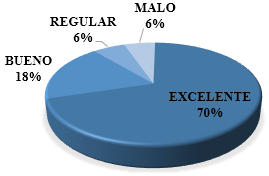 MALO
6%
REGULAR
6%
BUENO
18%
EXCELENTE
70%